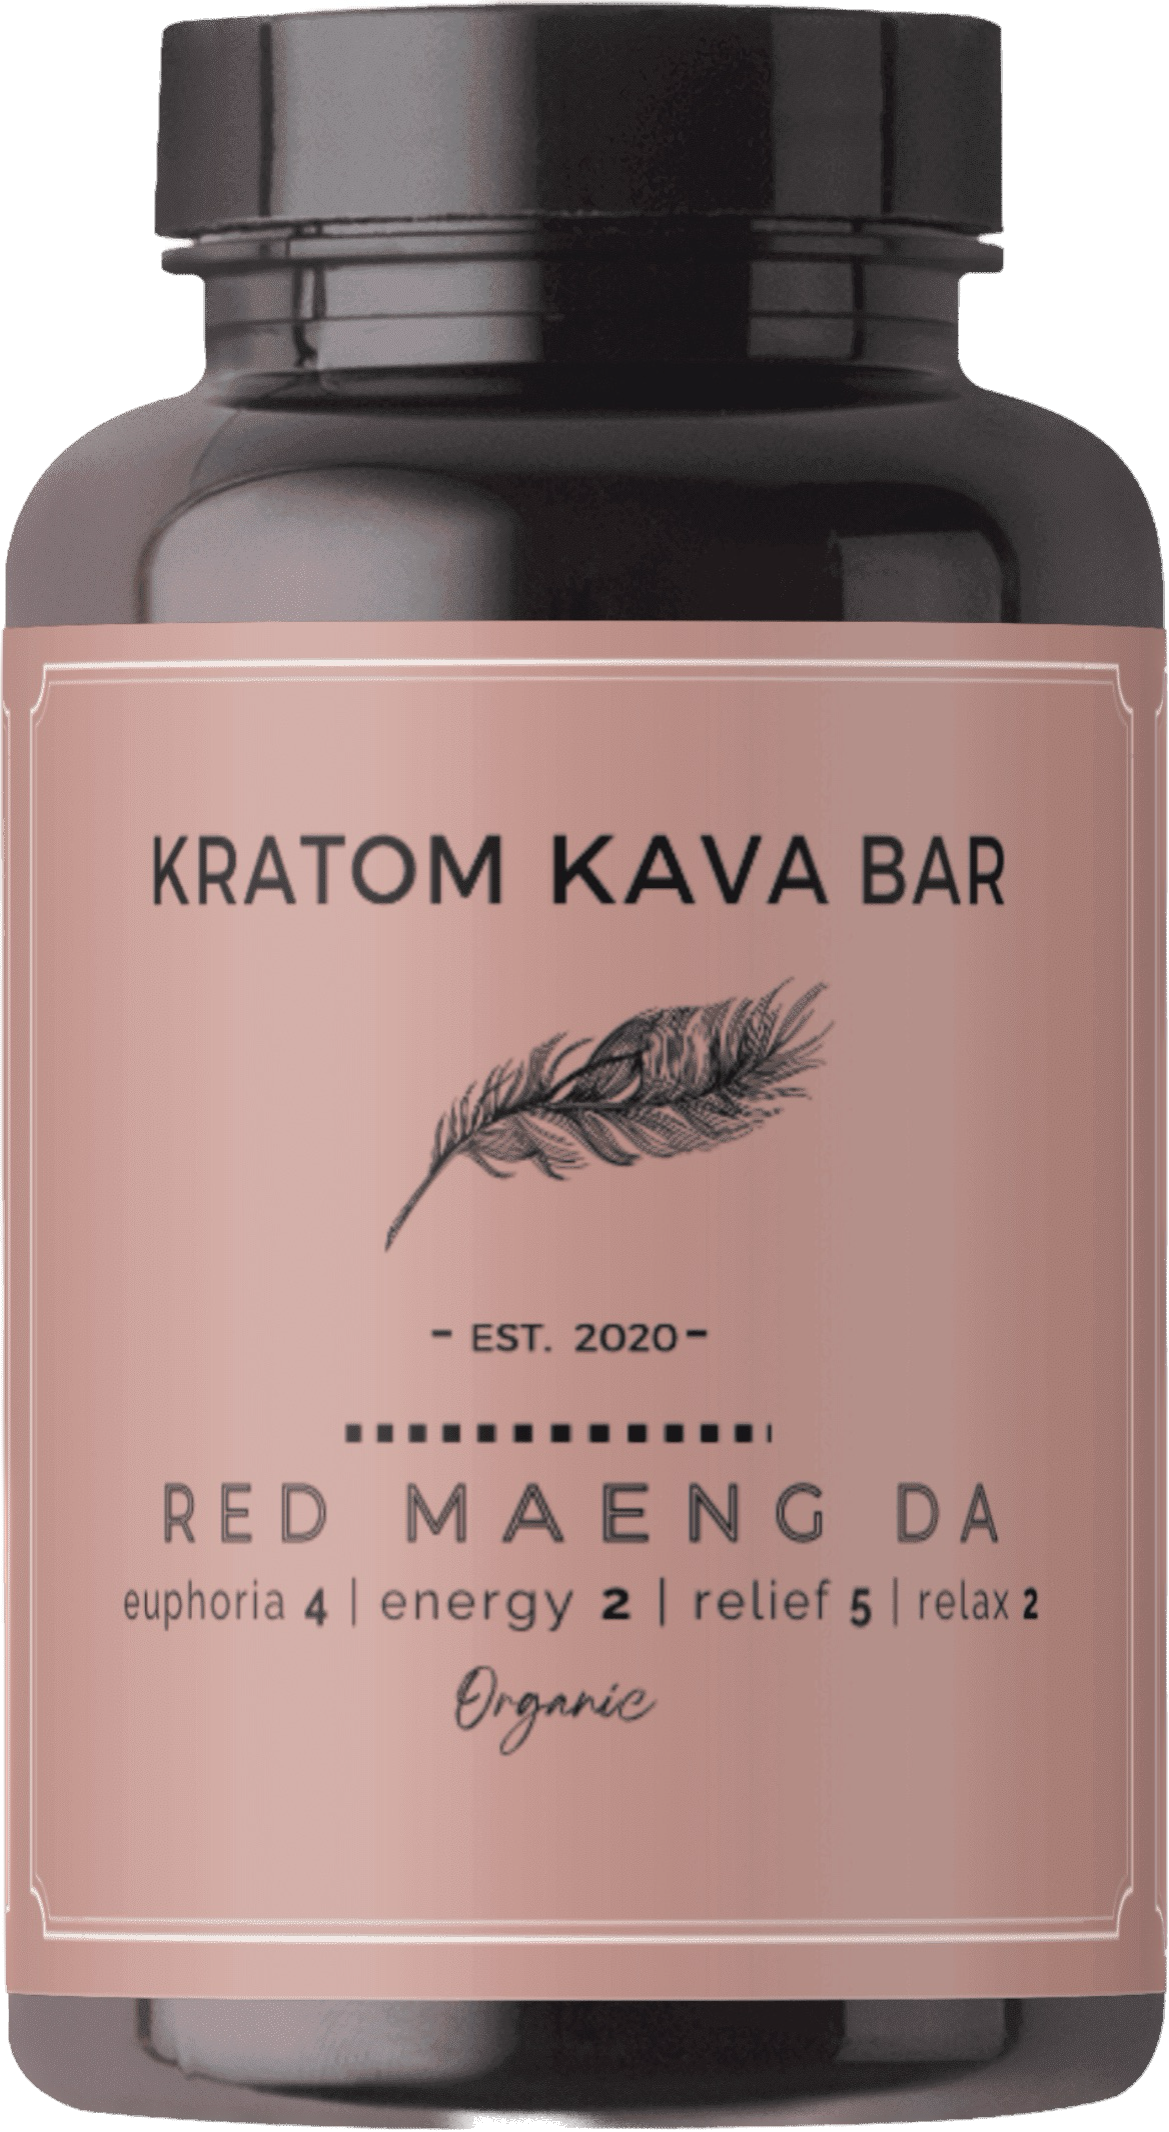 KRATOM KAVA BAR
- EST. 2020 -
RED MAENG DA
euphoria 4 | energy 2 | relief 5 | relax 2
Organic